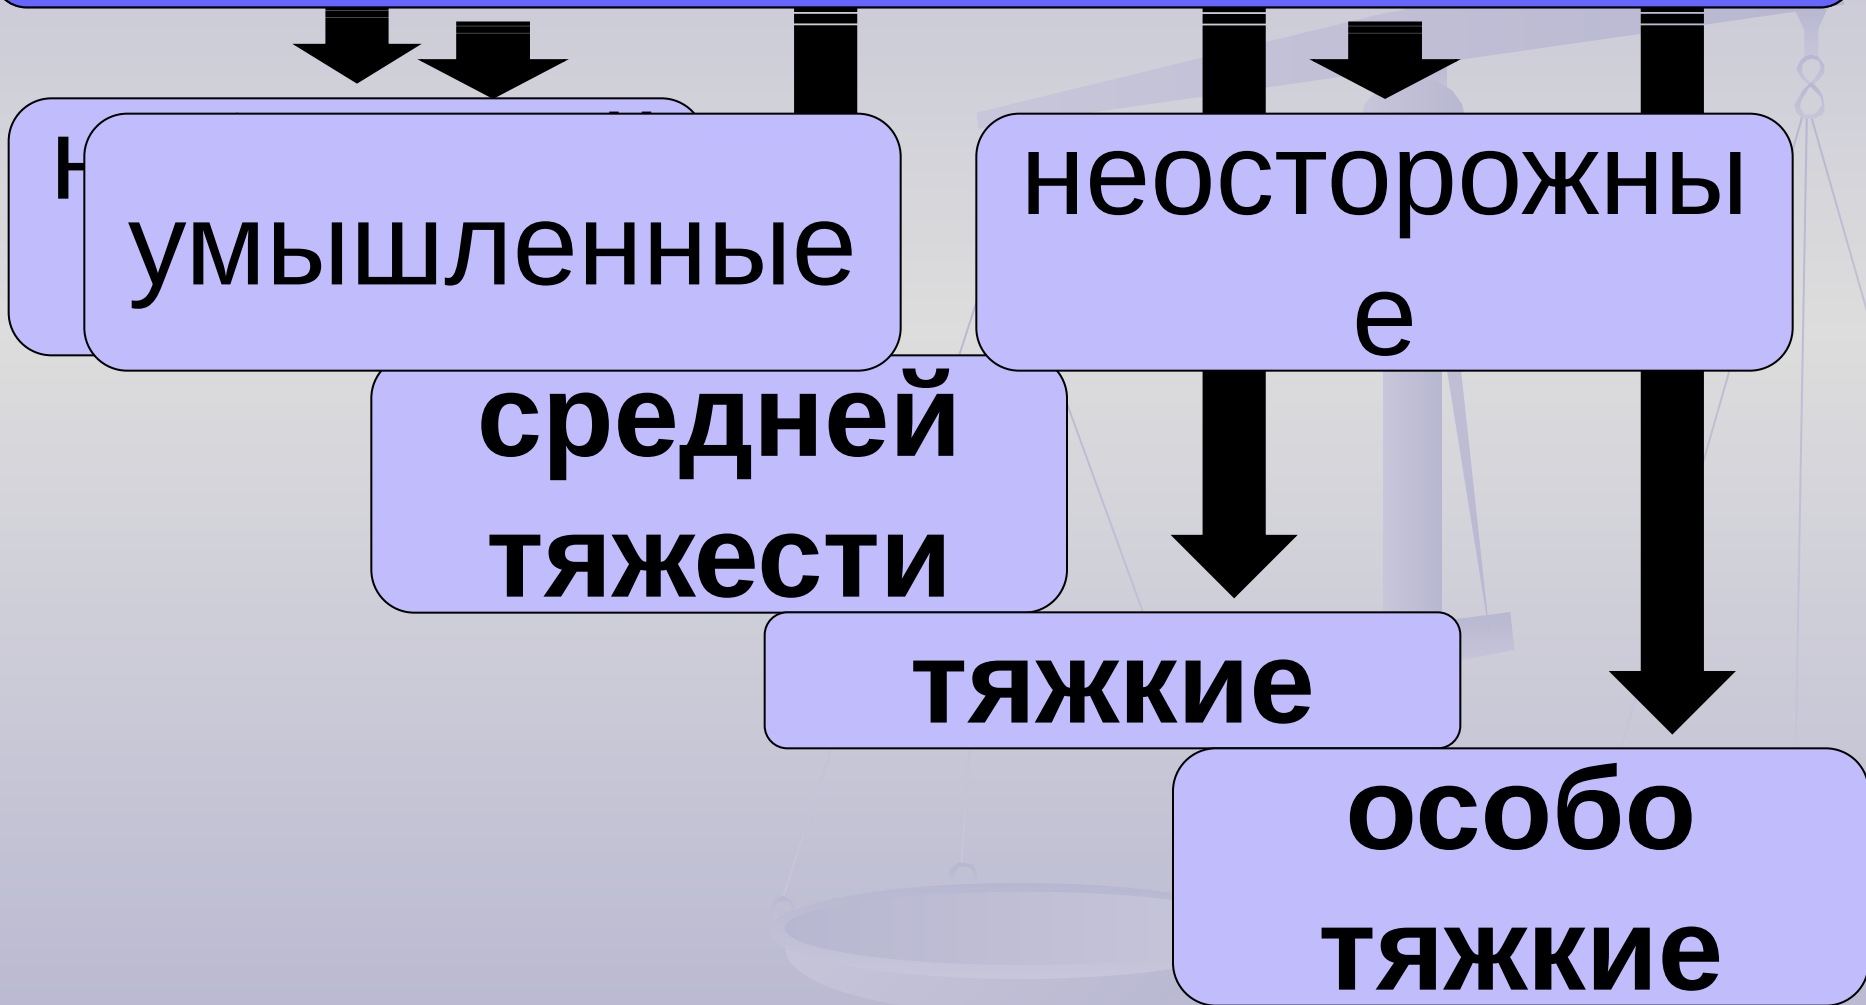 умышленные
неосторожны
е
средней
тяжести
тяжкие
особо
тяжкие